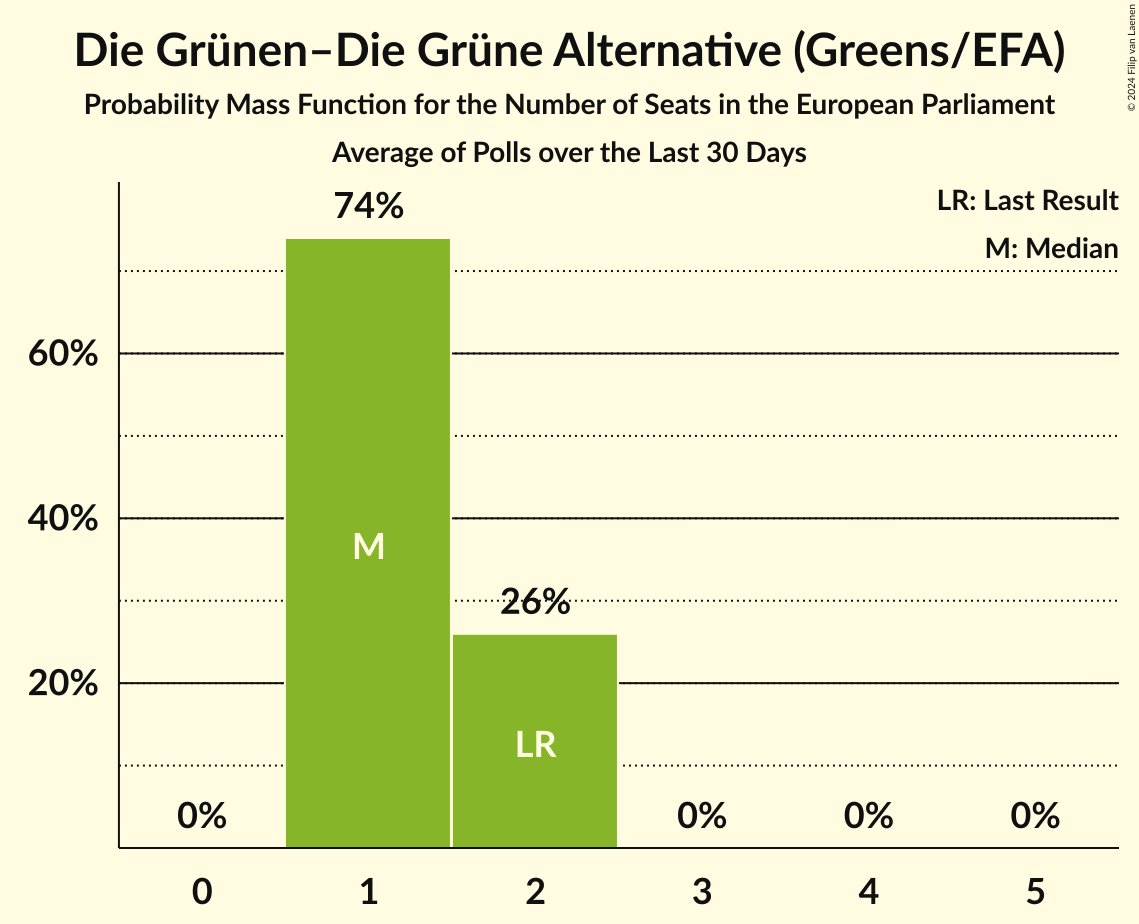 Die Grünen–Die Grüne Alternative (Greens/EFA)
Probability Mass Function for the Number of Seats in the European Parliament
Average of Polls over the Last 30 Days
© 2024 Filip van Laenen
LR: Last Result
M: Median
74%
60%
40%
M
26%
20%
LR
0%
0%
0%
0%
0
1
2
3
4
5